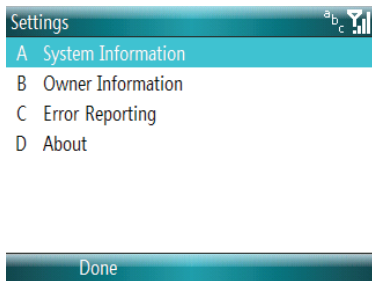 Settings abc
A System Information
B Owner Information
C Error Reporting
D About
Done